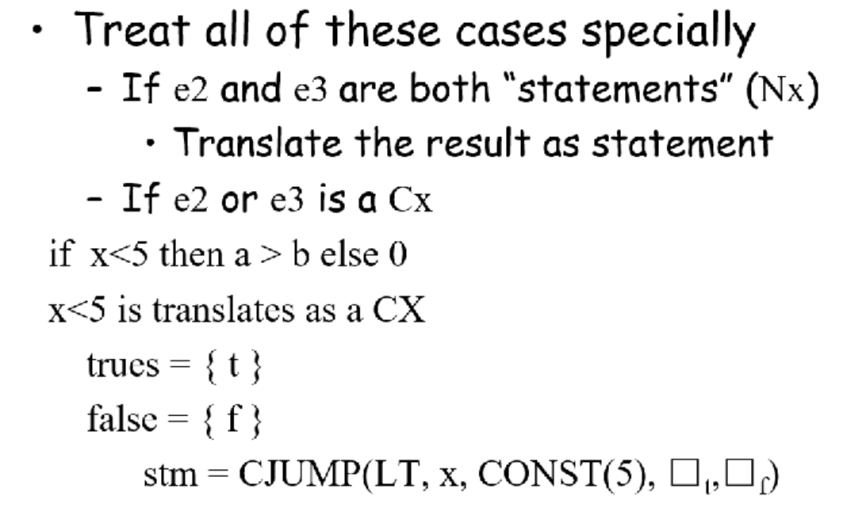 • Treat all of these cases specially
- If e2 and e3 are both "statements" (Nx)
• Translate the result as statement
- If e2 or e3 is a Cx
if x<5 then a > b else 0
x<5 is translates as a CX
trues = { t }
false = { f }
stm = CJUMP(LT, x, CONST(5), □t,□f)